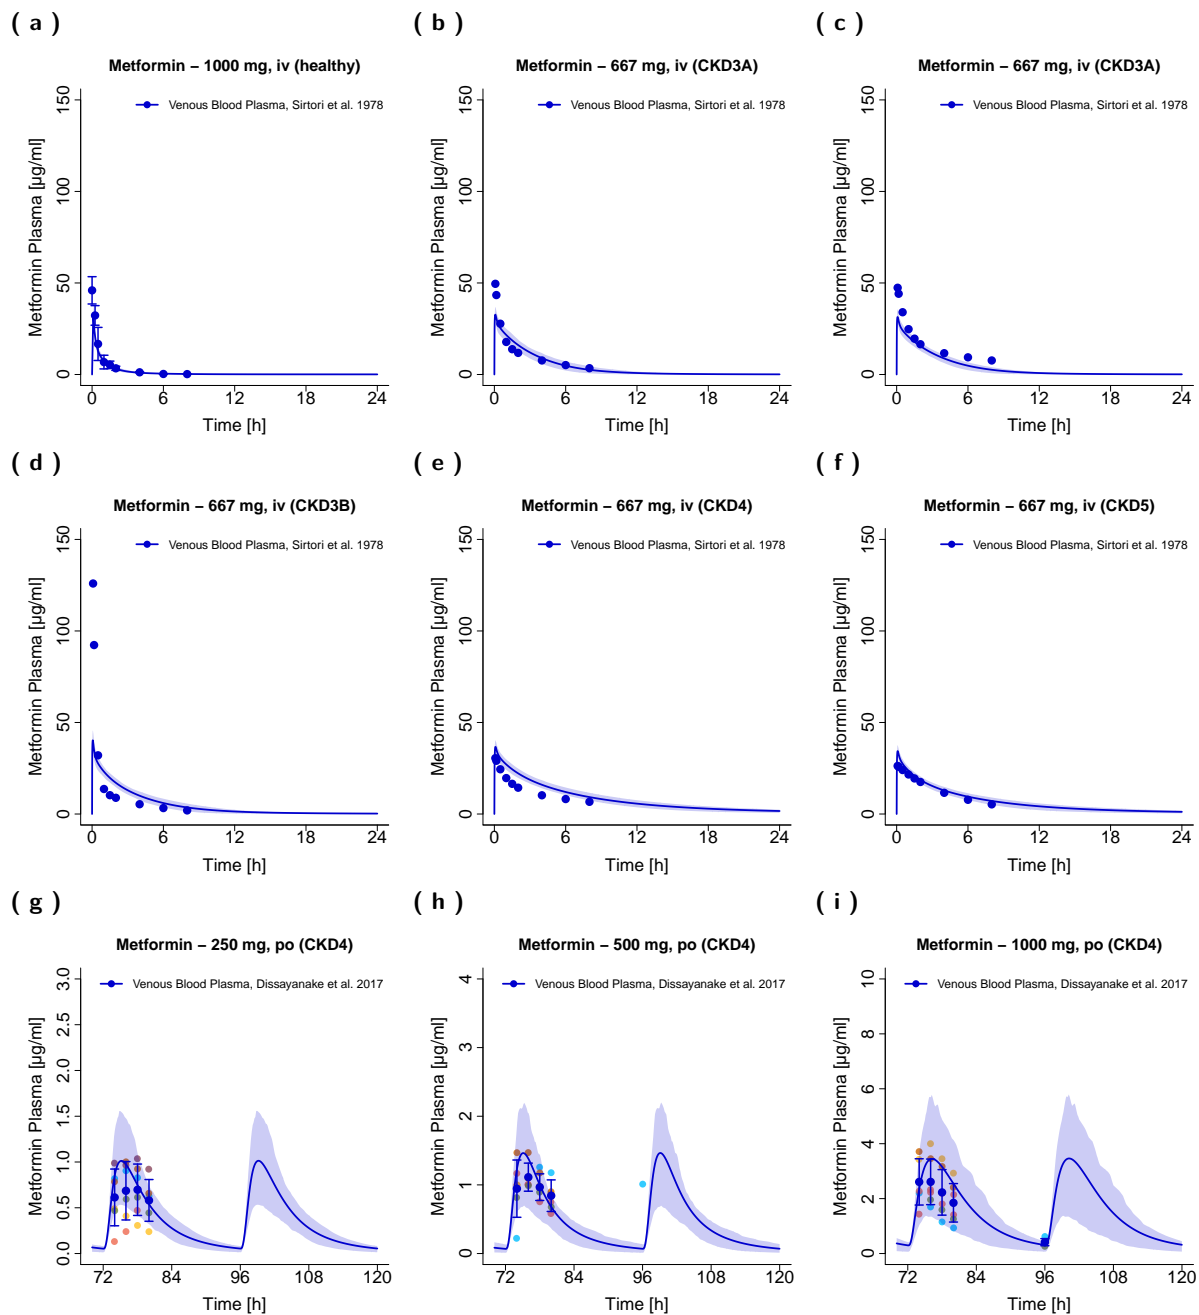 ( a )
Metformin − 1000 mg, iv (healthy)
Venous Blood Plasma, Sirtori et al. 1978
Metformin Plasma [µg/ml]
150
100
50
0
0 6 12 18 24
Time [h]
( b )
Metformin − 667 mg, iv (CKD3A)
Venous Blood Plasma, Sirtori et al. 1978
Metformin Plasma [µg/ml]
150
100
50
0
0 6 12 18 24
Time [h]
( c )
Metformin − 667 mg, iv (CKD3A)
Venous Blood Plasma, Sirtori et al. 1978
Metformin Plasma [µg/ml]
150
100
50
0
0 6 12 18 24
Time [h]
( d )
Metformin − 667 mg, iv (CKD3B)
Venous Blood Plasma, Sirtori et al. 1978
Metformin Plasma [µg/ml]
150
100
50
0
0 6 12 18 24
Time [h]
( e )
Metformin − 667 mg, iv (CKD4)
Venous Blood Plasma, Sirtori et al. 1978
Metformin Plasma [µg/ml]
150
100
50
0
0 6 12 18 24
Time [h]
( f )
Metformin − 667 mg, iv (CKD5)
Venous Blood Plasma, Sirtori et al. 1978
Metformin Plasma [µg/ml]
150
100
50
0
0 6 12 18 24
Time [h]
( g )
Metformin − 250 mg, po (CKD4)
Venous Blood Plasma, Dissayanake et al. 2017
Metformin Plasma [µg/ml]
3.0
2.5
2.0
1.5
1.0
0.5
0.0
72 84 96 108 120
Time [h]
( h )
Metformin − 500 mg, po (CKD4)
Venous Blood Plasma, Dissayanake et al. 2017
Metformin Plasma [µg/ml]
4
3
2
1
0
72 84 96 108 120
Time [h]
( i )
Metformin − 1000 mg, po (CKD4)
Venous Blood Plasma, Dissayanake et al. 2017
Metformin Plasma [µg/ml]
10
8
6
4
2
0
72 84 96 108 120
Time [h]